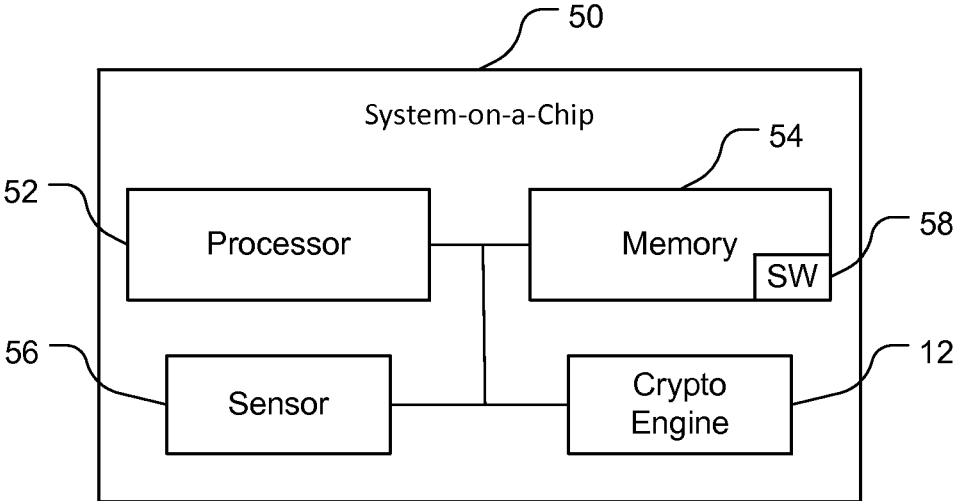 50
System-on-a-Chip
54
52
Processor
Memory
58
SW
56
Sensor
Crypto
Engine
12